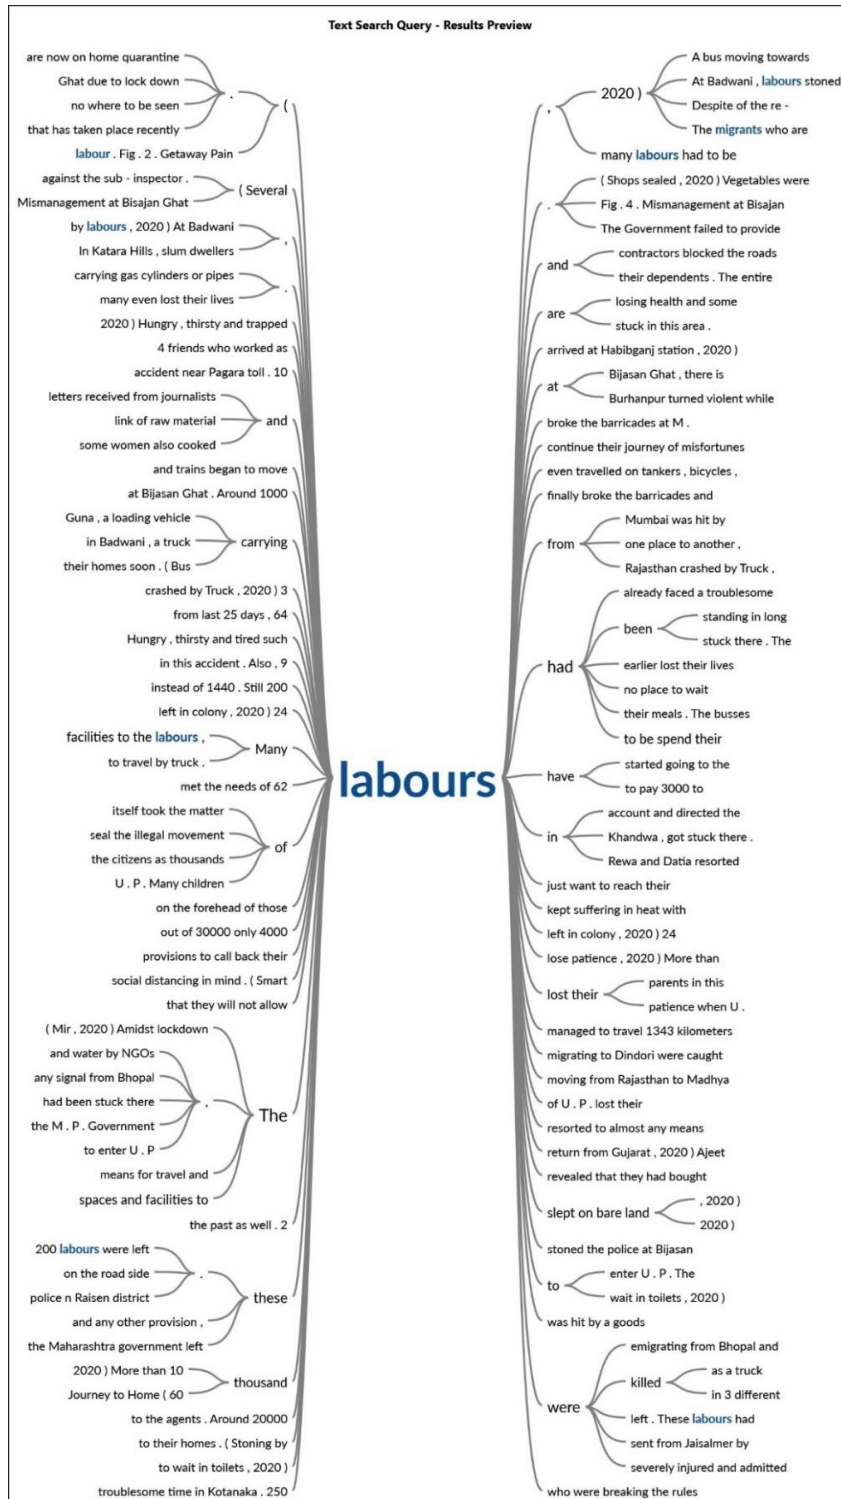 Text Search Query - Results Preview
are now on home quarantine
Ghat due to lock down
no where to be seen
that has taken place recently
.
(
labour . Fig . 2 . Getaway Pain
against the sub - inspector .
Mismanagement at Bisajan Ghat
( Several
by labours , 2020 ) At Badwani
In Katara Hills , slum dwellers
,
carrying gas cylinders or pipes
many even lost their lives
.
2020 ) Hungry , thirsty and trapped
4 friends who worked as
accident near Pagara toll . 10
letters received from journalists
link of raw material
some women also cooked
and
and trains began to move
at Bijasan Ghat . Around 1000
Guna , a loading vehicle
in Badwani , a truck
their homes soon . ( Bus
carrying
crashed by Truck , 2020 ) 3
from last 25 days , 64
Hungry , thirsty and tired such
in this accident . Also , 9
instead of 1440 . Still 200
left in colony , 2020 ) 24
facilities to the labours ,
to travel by truck .
Many
met the needs of 62
itself took the matter
seal the illegal movement
the citizens as thousands
U . P . Many children
of
on the forehead of those
out of 30000 only 4000
provisions to call back their
social distancing in mind . ( Smart
that they will not allow
( Mir , 2020 ) Amidst lockdown
and water by NGOs
any signal from Bhopal
had been stuck there
the M . P . Government
to enter U . P
.
The
means for travel and
spaces and facilities to
the past as well . 2
200 labours were left
on the road side
police n Raisen district
.
these
and any other provision ,
the Maharashtra government left
2020 ) More than 10
Journey to Home ( 60
thousand
to the agents . Around 20000
to their homes . ( Stoning by
to wait in toilets , 2020 )
troublesome time in Kotanaka . 250
labours
,
2020 )
A bus moving towards
At Badwani , labours stoned
Despite of the re -
The migrants who are
many labours had to be
.
( Shops sealed , 2020 ) Vegetables were
Fig . 4 . Mismanagement at Bisajan
The Government failed to provide
and
contractors blocked the roads
their dependents . The entire
are
losing health and some
stuck in this area .
arrived at Habibganj station , 2020 )
at
Bijasan Ghat , there is
Burhanpur turned violent while
broke the barricades at M .
continue their journey of misfortunes
even travelled on tankers , bicycles ,
finally broke the barricades and
from
Mumbai was hit by
one place to another ,
Rajasthan crashed by Truck ,
had
already faced a troublesome
been
standing in long
stuck there . The
earlier lost their lives
no place to wait
their meals . The busses
to be spend their
have
started going to the
to pay 3000 to
in
account and directed the
Khandwa , got stuck there .
Rewa and Datia resorted
just want to reach their
kept suffering in heat with
left in colony , 2020 ) 24
lose patience , 2020 ) More than
lost their
parents in this
patience when U .
managed to travel 1343 kilometers
migrating to Dindori were caught
moving from Rajasthan to Madhya
of U . P . lost their
resorted to almost any means
return from Gujarat , 2020 ) Ajeet
revealed that they had bought
slept on bare land
, 2020 )
2020 )
stoned the police at Bijasan
to
enter U . P . The
wait in toilets , 2020 )
was hit by a goods
were
emigrating from Bhopal and
killed
as a truck
in 3 different
left . These labours had
sent from Jaisalmer by
severely injured and admitted
who were breaking the rules